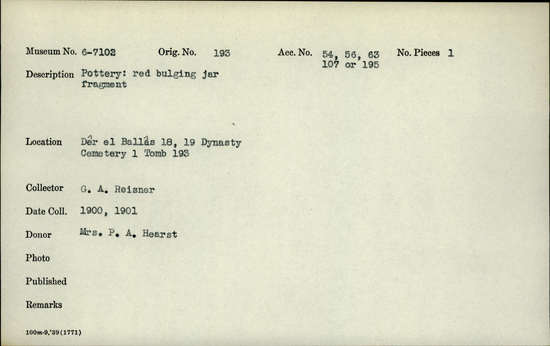 Museum No. 6-7102 Orig. No. 193 Acc. No. 54, 56, 63 No. Pieces 1
107 or 195
Description Pottery: red bulging jar
fragment
Location Dêr el Ballâs 18, 19 Dynasty
Cemetery 1 Tomb 193
Collector G. A. Reisner
Date Coll. 1900, 1901
Donor Mrs. P. A. Hearst
Photo
Published
Remarks
100m-9,'39(1771)